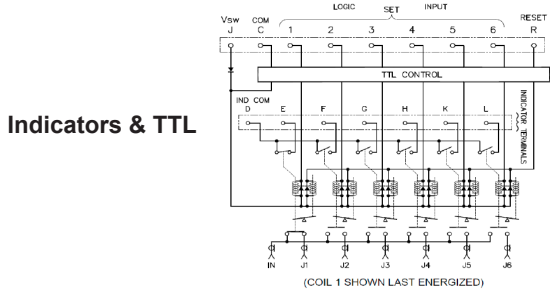 LOGIC SET INPUT
Vsw COM RESET
J C 1 2 3 4 5 6 R
TTL CONTROL
IND COM
D E F G H K L
INDICATOR TERMINALS
Indicators & TTL
IN J1 J2 J3 J4 J5 J6
(COIL 1 SHOWN LAST ENERGIZED)